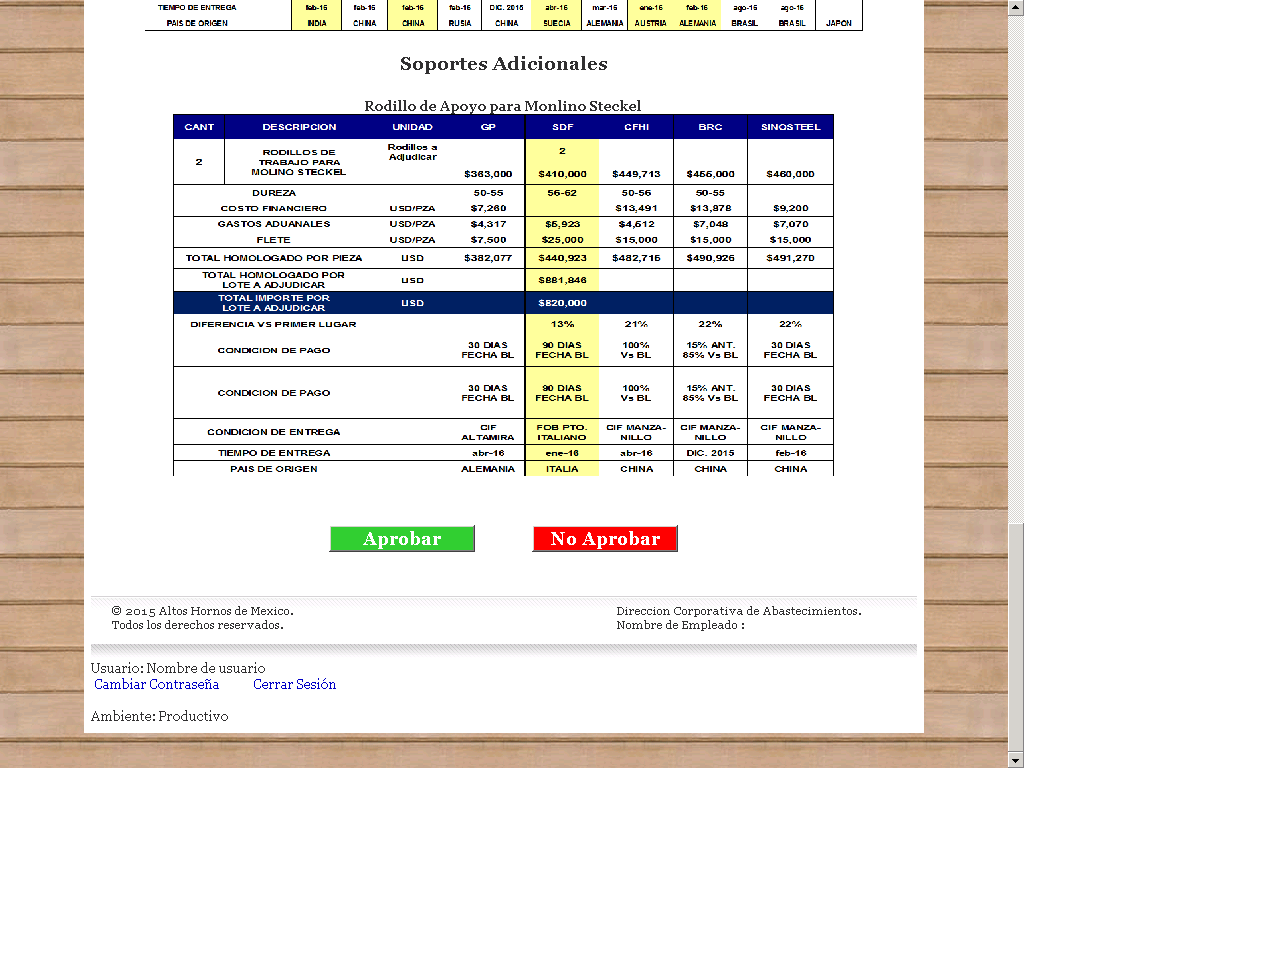 TIEMPO DE ENTREGA feb-16 feb-16 feb-16 feb-16 DIC. 2015 abr-16 mar-16 ene-16 feb-16 ago-16 ago-16
PAIS DE ORIGEN INDIA CHINA CHINA RUSIA CHINA SUECIA ALEMANIA AUSTRIA ALEMANIA BRASIL BRASIL JAPON
Soportes Adicionales
Rodillo de Apoyo para Monlino Steckel
CANT DESCRIPCION UNIDAD GP SDF CFHI BRC SINOSTEEL
2 RODILLOS DE TRABAJO PARA MOLINO STECKEL Rodillos a Adjudicar 2
$363,000 $410,000 $449,713 $455,000 $460,000
DUREZA 50-55 56-62 50-56 50-55
COSTO FINANCIERO USD/PZA $7,260 $13,491 $13,878 $9,200
GASTOS ADUANALES USD/PZA $4,317 $5,923 $4,512 $7,048 $7,070
FLETE USD/PZA $7,500 $25,000 $15,000 $15,000 $15,000
TOTAL HOMOLOGADO POR PIEZA USD $382,077 $440,923 $482,716 $490,926 $491,270
TOTAL HOMOLOGADO POR LOTE A ADJUDICAR USD $881,846
TOTAL IMPORTE POR LOTE A ADJUDICAR USD $820,000
DIFERENCIA VS PRIMER LUGAR 13% 21% 22% 22%
CONDICION DE PAGO 30 DIAS FECHA BL 90 DIAS FECHA BL 100% Vs BL 15% ANT. 85% Vs BL 30 DIAS FECHA BL
CONDICION DE PAGO 30 DIAS FECHA BL 90 DIAS FECHA BL 100% Vs BL 15% ANT. 85% Vs BL 30 DIAS FECHA BL
CONDICION DE ENTREGA CIF ALTAMIRA FOB PTO. ITALIANO CIF MANZA-NILLO CIF MANZA-NILLO CIF MANZA-NILLO
TIEMPO DE ENTREGA abr-16 ene-16 abr-16 DIC. 2015 feb-16
PAIS DE ORIGEN ALEMANIA ITALIA CHINA CHINA CHINA
Aprobar No Aprobar
© 2015 Altos Hornos de Mexico. Direccion Corporativa de Abastecimientos.
Todos los derechos reservados. Nombre de Empleado :
Usuario: Nombre de usuario
Cambiar Contraseña Cerrar Sesión
Ambiente: Productivo